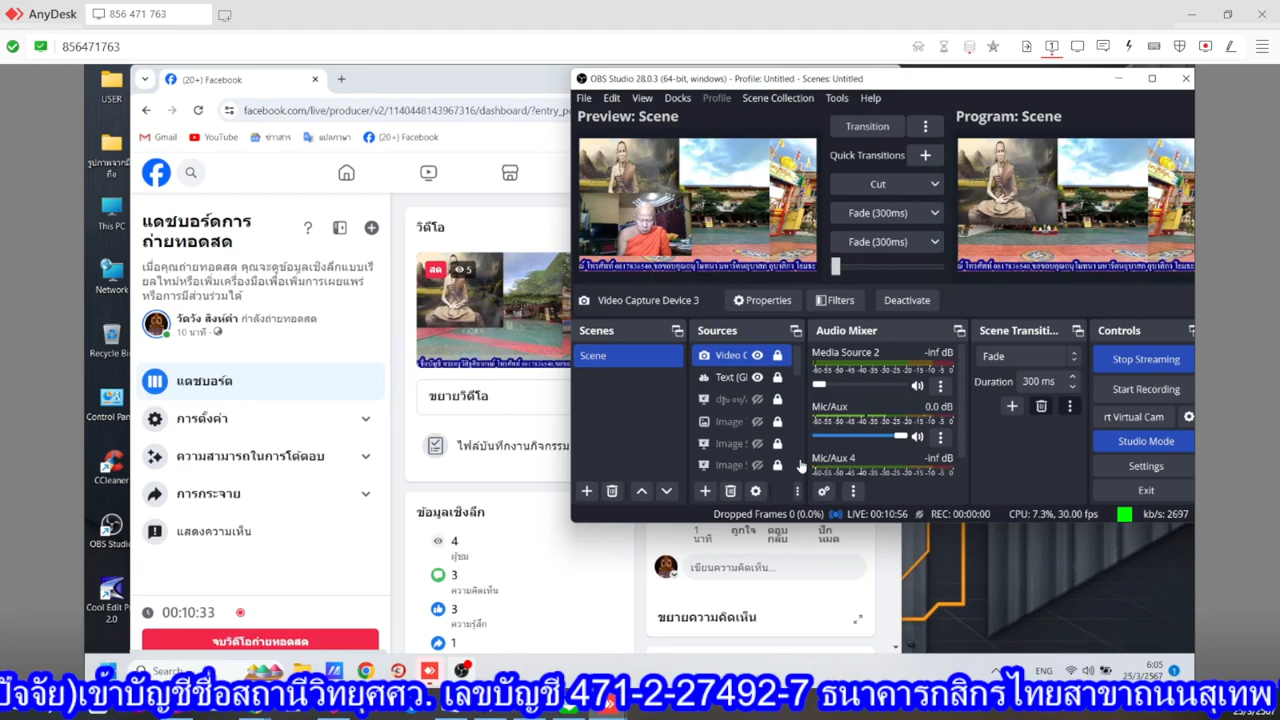 AnyDesk
856 471 763
856471763
USER
This PC
Network
Recycle Bi
Control Pan
CCleaner
OBS Studi
Cool Edit P
2.0
(20+) Facebook
facebook.com/live/producer/v2/1140448143967316/dashboard/?entry_p
Gmail
YouTube
ข่าวสาร
แปลภาษา
(20+) Facebook
แดชบอร์ดการ
ถ่ายทอดสด
เมื่อคุณถ่ายทอดสด คุณจะดูข้อมูลเชิงลึกแบบเรี
ยลไทม์หรือเพิ่มเครื่องมือเพื่อเพิ่มการเผยแพร่
หรือการมีส่วนร่วมได้
วัดวัง สิงห์คำ กำลังถ่ายทอดสด
10 นาที
แดชบอร์ด
การตั้งค่า
ความสามารถในการโต้ตอบ
การกระจาย
แสดงความคิดเห็น
00:10:33
จบวิดีโอถ่ายทอดสด
วิดีโอ
สด
5
ขยายวิดีโอ
ไฟล์บันทึกงานกิจกรรม
ข้อมูลเชิงลึก
4
ผู้ชม
3
ความคิดเห็น
3
ความรู้สึก
1
1
นาที
ถูกใจ
ตอบ
กลับ
ปัก
หมุด
เขียนความคิดเห็น...
ขยายความคิดเห็น
OBS Studio 28.0.3 (64-bit, windows) - Profile: Untitled - Scenes: Untitled
File Edit View Docks Profile Scene Collection Tools Help
Preview: Scene
Transition
Quick Transitions
Cut
Fade (300ms)
Fade (300ms)
Program: Scene
Video Capture Device 3
Properties
Filters
Deactivate
Scenes
Scene
Sources
Video C
Text (G
Image
Image
Image
Audio Mixer
Media Source 2
-inf dB
Mic/Aux
0.0 dB
Mic/Aux 4
-inf dB
Scene Transiti...
Fade
Duration 300 ms
Controls
Stop Streaming
Start Recording
rt Virtual Cam
Studio Mode
Settings
Exit
Dropped Frames 0 (0.0%)
LIVE: 00:10:56
REC: 00:00:00
CPU: 7.3%, 30.00 fps
kb/s: 2697
Search
ENG
6:05
25/3/2567
ปัจจัย)เข้าบัญชีชื่อสถานีวิทยุศศว. เลขบัญชี 471-2-27492-7 ธนาคารกสิกรไทยสาขาถนนสุเทพ